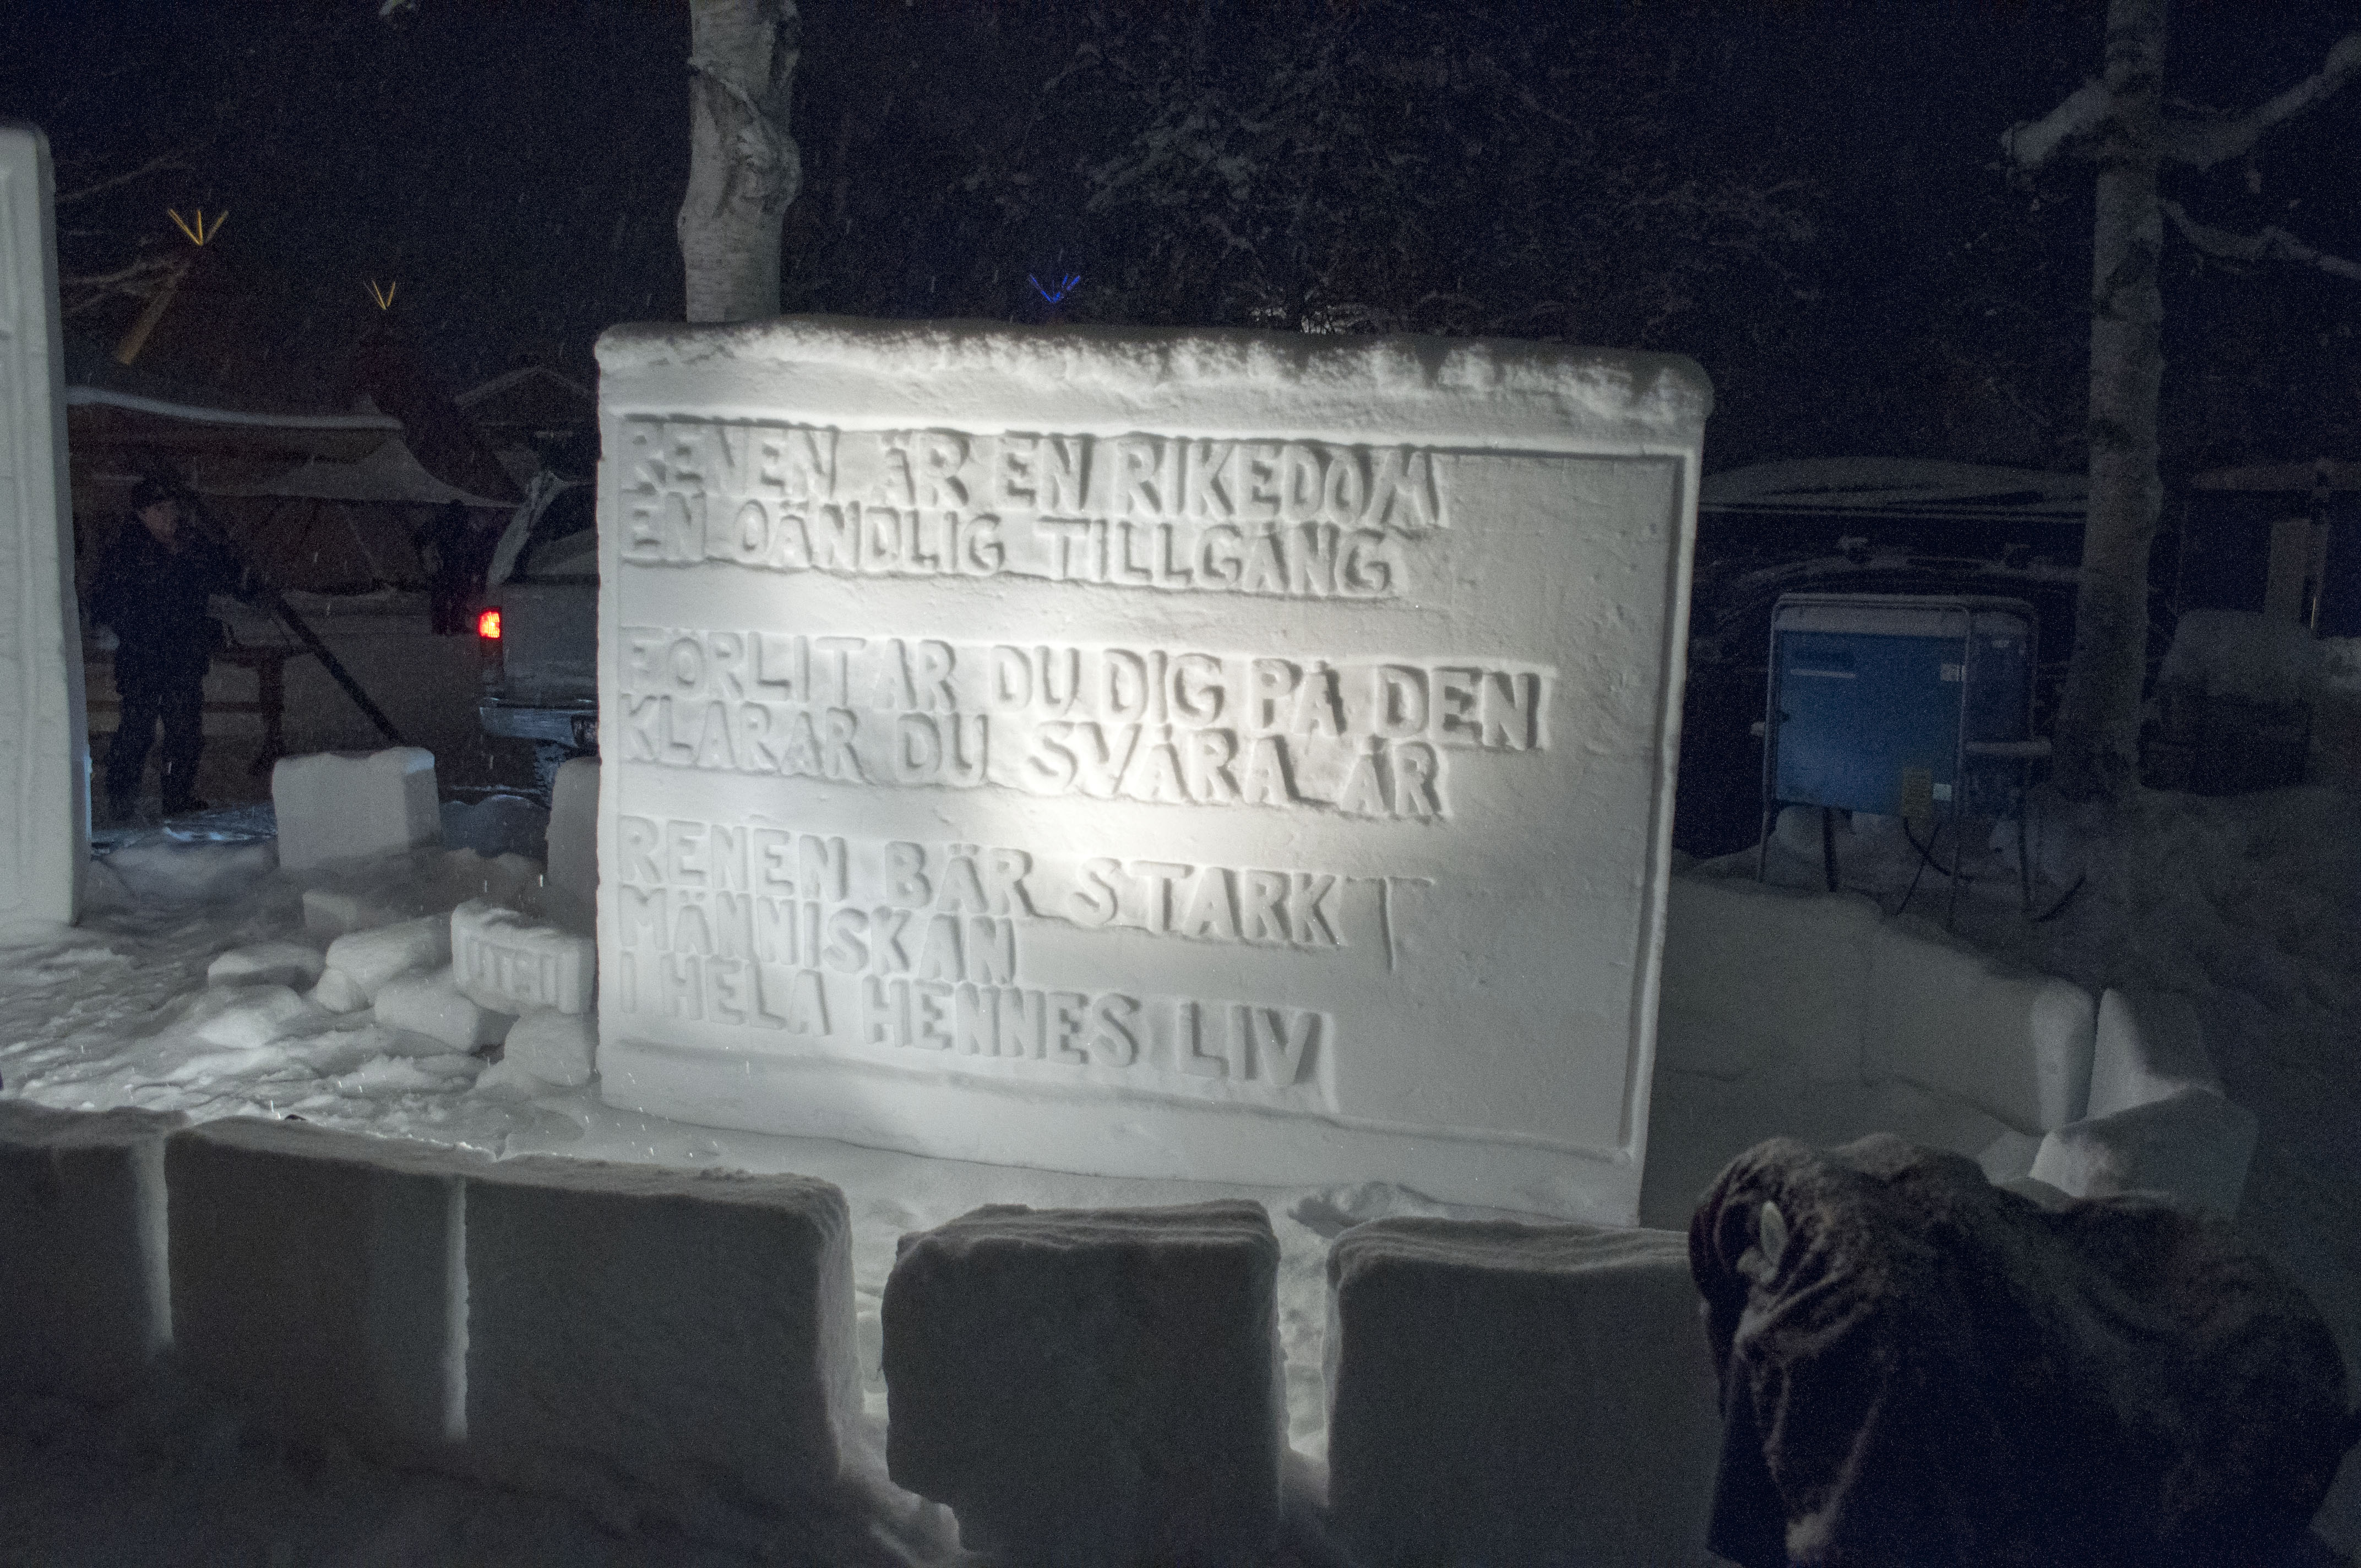 RENEN ÄR EN RIKEDOM
EN OÄNDLIG TILLGÅNG
FÖRLITAR DU DIG PÅ DEN
KLARAR DU SVÅRA ÅR
RENEN BÄR STARKT
MÄNNISKAN
I HELA HENNES LIV